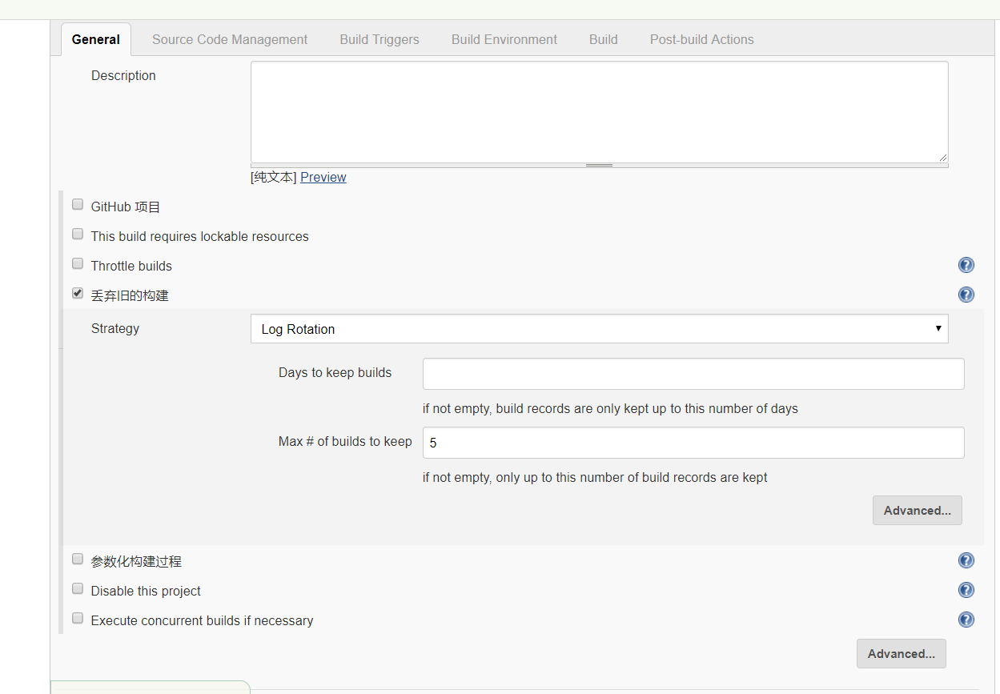 General Source Code Management Build Triggers Build Environment Build Post-build Actions
Description
[纯文本] Preview
GitHub 项目
This build requires lockable resources
Throttle builds
丢弃旧的构建
Strategy Log Rotation
Days to keep builds
if not empty, build records are only kept up to this number of days
Max # of builds to keep 5
if not empty, only up to this number of build records are kept
Advanced...
参数化构建过程
Disable this project
Execute concurrent builds if necessary
Advanced...